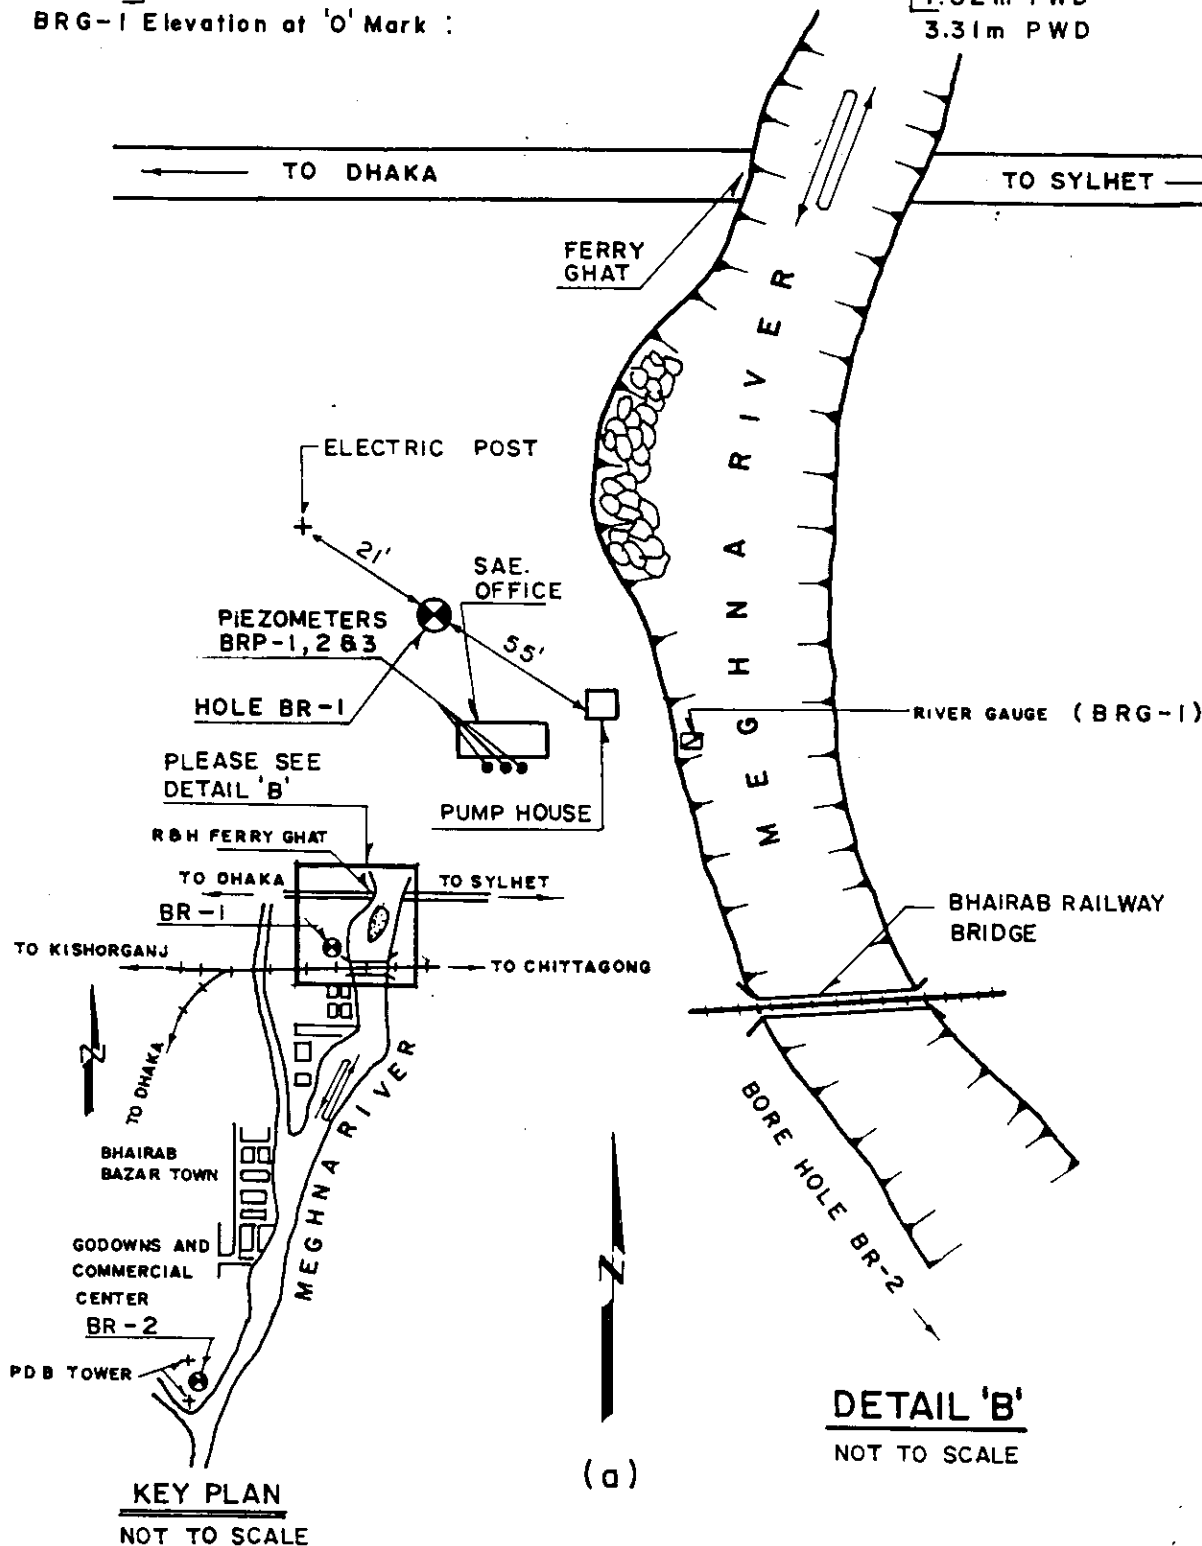 BRG-1 Elevation at 'O' Mark :
3.31m PWD
TO DHAKA
TO SYLHET
FERRY
GHAT
MEGHNA RIVER
ELECTRIC POST
21'
SAE.
OFFICE
PIEZOMETERS
BRP-1, 2 & 3
55'
HOLE BR-1
RIVER GAUGE (BRG-1)
PLEASE SEE
DETAIL 'B'
PUMP HOUSE
R & H FERRY GHAT
TO DHAKA
TO SYLHET
BR-1
BHAIRAB RAILWAY
BRIDGE
TO KISHORGANJ
TO CHITTAGONG
N
TO DHAKA
MEGHNA RIVER
BORE HOLE BR-2
BHAIRAB
BAZAR TOWN
GODOWNS AND
COMMERCIAL
CENTER
N
BR-2
PDB TOWER
DETAIL 'B'
NOT TO SCALE
(a)
KEY PLAN
NOT TO SCALE